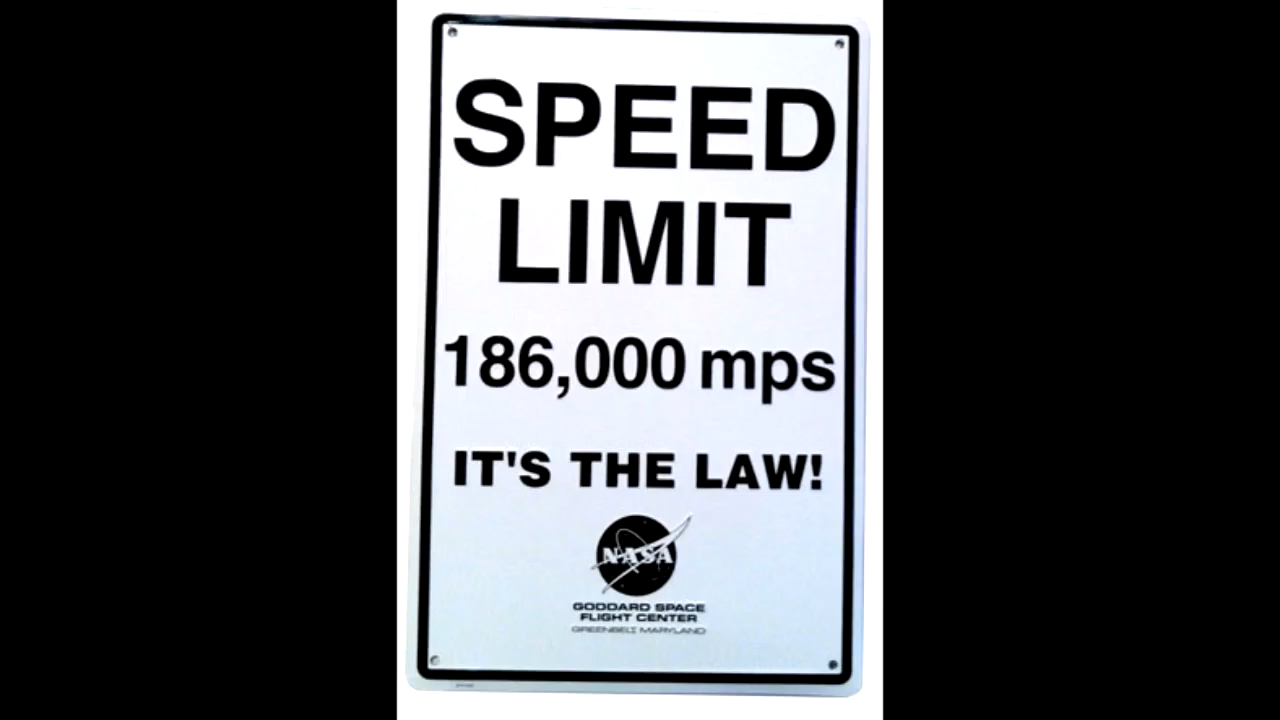 SPEED
LIMIT
186,000 mps
IT'S THE LAW!
NASA
GODDARD SPACE
FLIGHT CENTER
GREENBELT MARYLAND